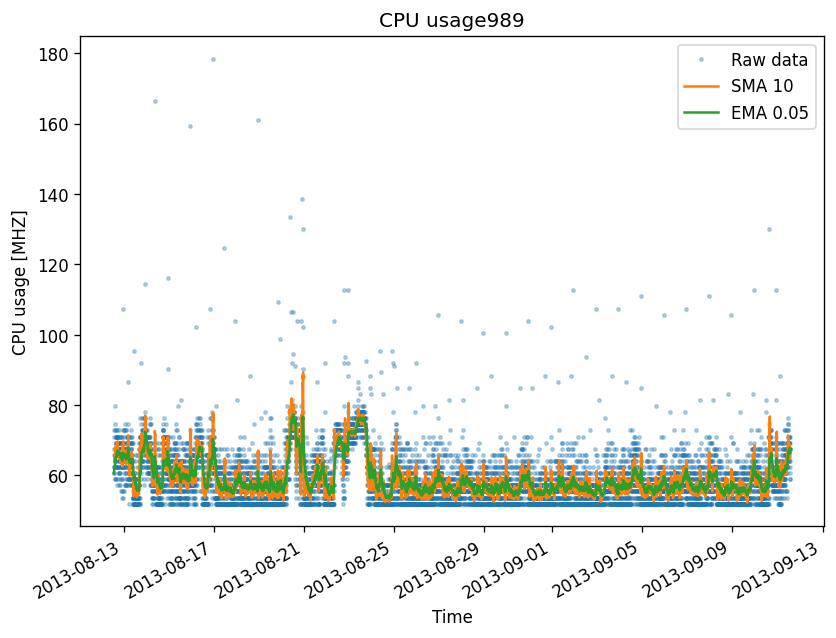 CPU usage989
180
160
140
120
100
80
60
CPU usage [MHZ]
Raw data
SMA 10
EMA 0.05
2013-08-13
2013-08-17
2013-08-21
2013-08-25
2013-08-29
2013-09-01
2013-09-05
2013-09-09
2013-09-13
Time